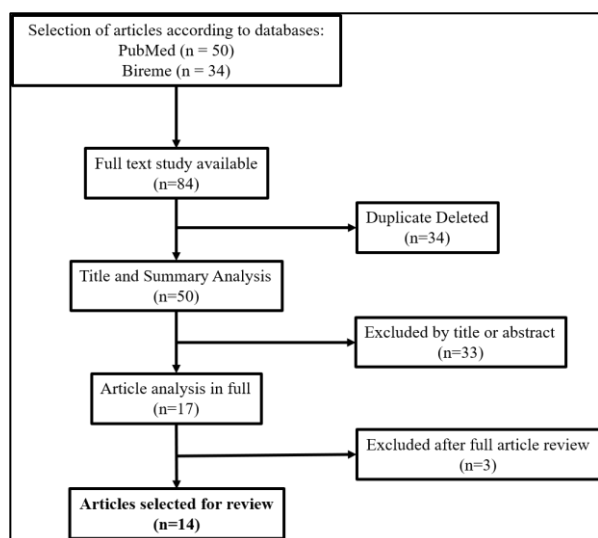 Selection of articles according to databases:
PubMed (n = 50)
Bireme (n = 34)
Full text study available
(n=84)
Duplicate Deleted
(n=34)
Title and Summary Analysis
(n=50)
Excluded by title or abstract
(n=33)
Article analysis in full
(n=17)
Excluded after full article review
(n=3)
Articles selected for review
(n=14)